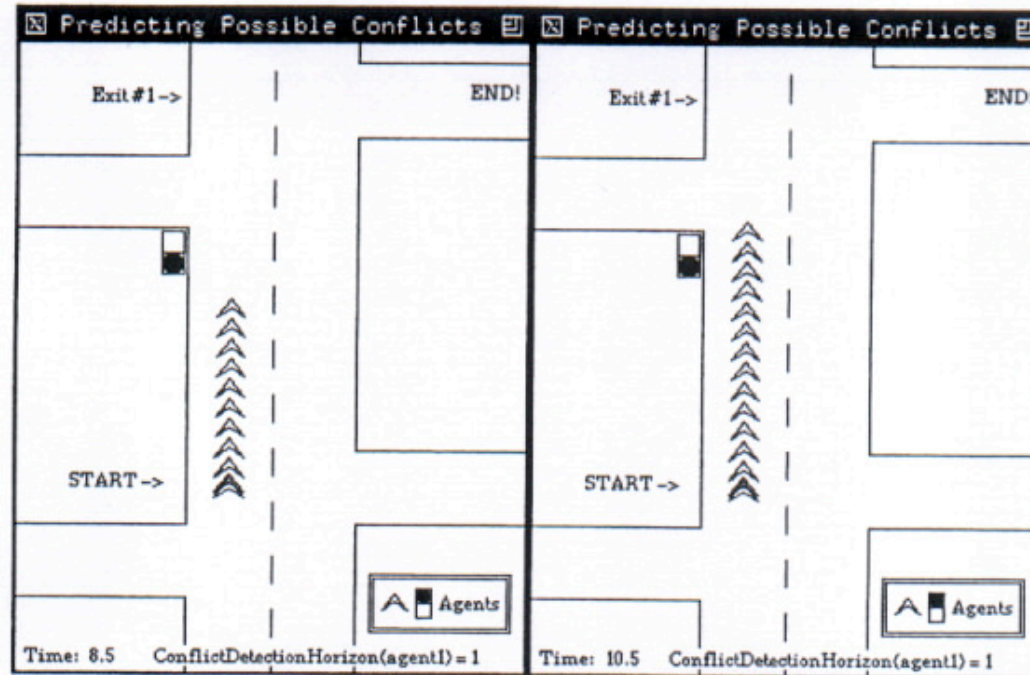 Predicting Possible Conflicts
Exit#1->
END!
START->
Agents
Time: 8.5 ConflictDetectionHorizon(agent1) = 1
Predicting Possible Conflicts
Exit#1->
END!
START->
Agents
Time: 10.5 ConflictDetectionHorizon(agent1) = 1